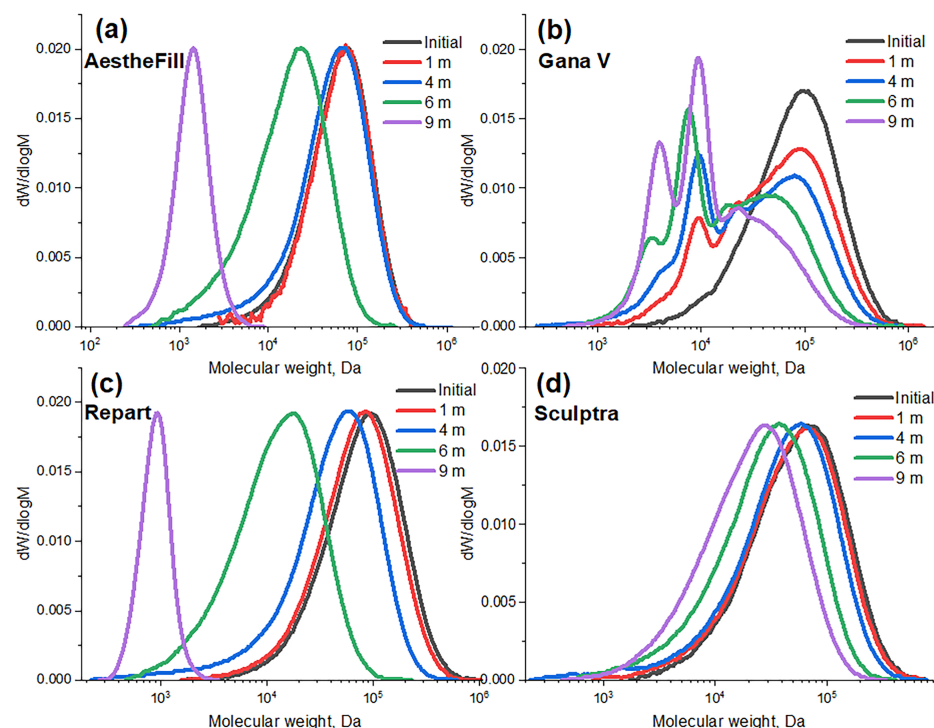 (a)
AestheFill
Initial
1 m
4 m
6 m
9 m
dW/dlogM
0.020
0.015
0.010
0.005
0.000
10² 10³ 10⁴ 10⁵ 10⁶
Molecular weight, Da
(b)
Gana V
Initial
1 m
4 m
6 m
9 m
dW/dlogM
0.020
0.015
0.010
0.005
0.000
10³ 10⁴ 10⁵ 10⁶
Molecular weight, Da
(c)
Repart
Initial
1 m
4 m
6 m
9 m
dW/dlogM
0.020
0.015
0.010
0.005
0.000
10³ 10⁴ 10⁵ 10⁶
Molecular weight, Da
(d)
Sculptra
Initial
1 m
4 m
6 m
9 m
dW/dlogM
0.020
0.015
0.010
0.005
0.000
10³ 10⁴ 10⁵
Molecular weight, Da